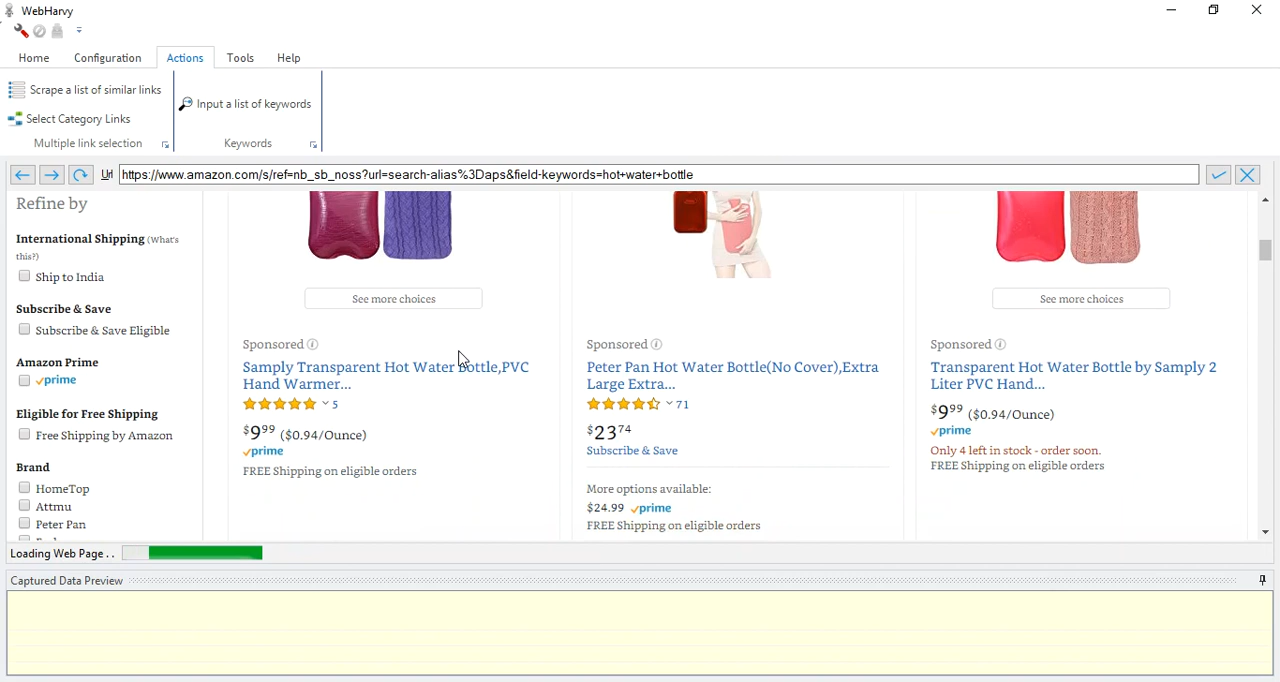 WebHarvy
Home Configuration Actions Tools Help
Scrape a list of similar links
Select Category Links
Multiple link selection
Input a list of keywords
Keywords
Url https://www.amazon.com/s/ref=nb_sb_noss?url=search-alias%3Daps&field-keywords=hot+water+bottle
Refine by
International Shipping (What's
this?)
Ship to India
Subscribe & Save
Subscribe & Save Eligible
Amazon Prime
prime
Eligible for Free Shipping
Free Shipping by Amazon
Brand
HomeTop
Attmu
Peter Pan
See more choices
Sponsored
Samply Transparent Hot Water Bottle,PVC
Hand Warmer...
5
$9.99 ($0.94/Ounce)
prime
FREE Shipping on eligible orders
Sponsored
Peter Pan Hot Water Bottle(No Cover),Extra
Large Extra...
71
$23.74
Subscribe & Save
More options available:
$24.99 prime
FREE Shipping on eligible orders
See more choices
Sponsored
Transparent Hot Water Bottle by Samply 2
Liter PVC Hand...
$9.99 ($0.94/Ounce)
prime
Only 4 left in stock - order soon.
FREE Shipping on eligible orders
Loading Web Page . .
Captured Data Preview